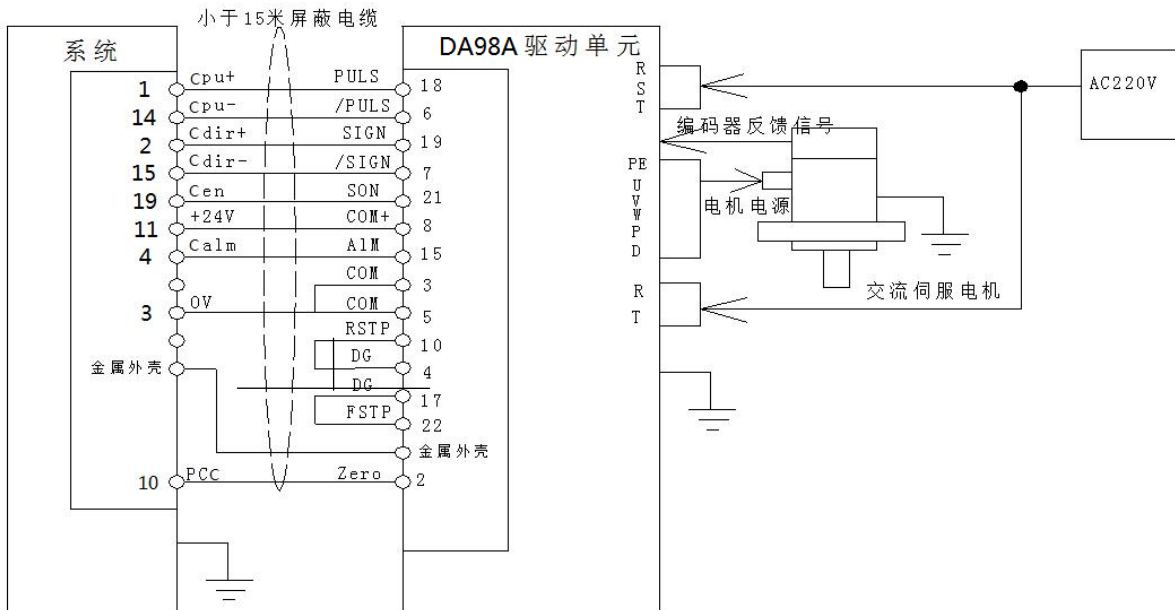 小于15米屏蔽电缆
系统
DA98A 驱动单元
1 Cpu+ PULS 18
14 Cpu- /PULS 6
2 Cdir+ SIGN 19
15 Cdir- /SIGN 7
19 Cen SON 21
11 +24V COM+ 8
4 Calm AlM 15
COM 3
3 0V COM 5
RSTP 10
金属外壳 DG 4
DG 17
FSTP 22
金属外壳
10 PCC Zero 2
R
S
T
AC220V
编码器反馈信号
PE
U
V
W
P
D
电机电源
R
T
交流伺服电机